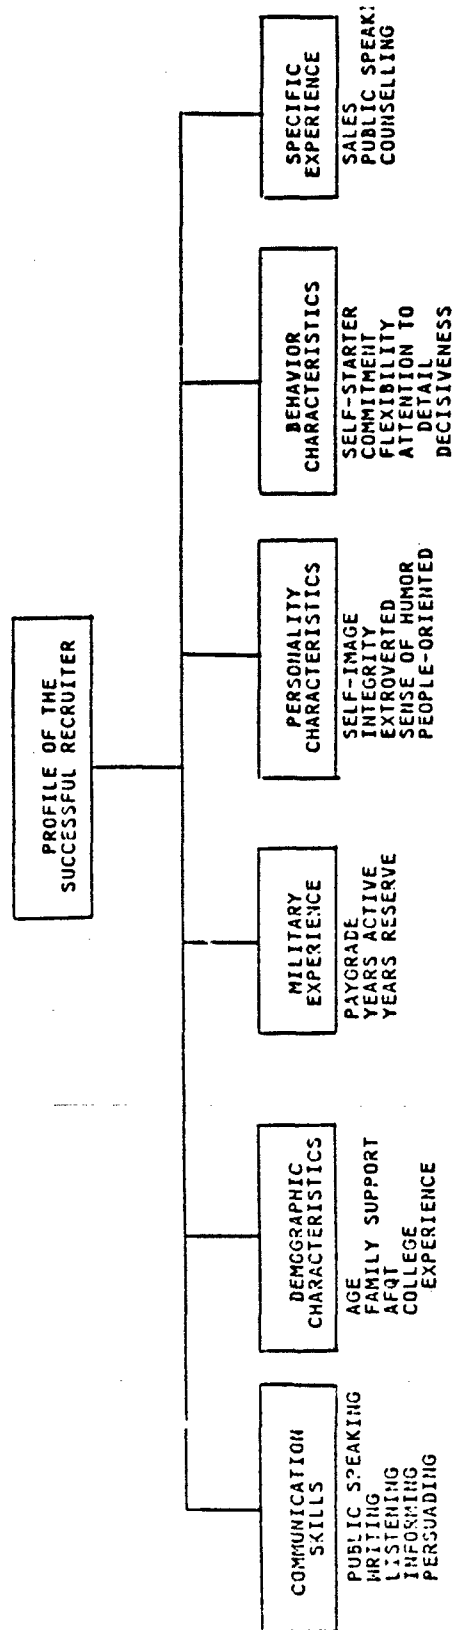 PROFILE OF THE
SUCCESSFUL RECRUITER
COMMUNICATION
SKILLS
PUBLIC SPEAKING
WRITING
LISTENING
INFORMING
PERSUADING
DEMOGRAPHIC
CHARACTERISTICS
AGE
FAMILY SUPPORT
AFQT
COLLEGE
EXPERIENCE
MILITARY
EXPERIENCE
PAYGRADE
YEARS ACTIVE
YEARS RESERVE
PERSONALITY
CHARACTERISTICS
SELF-IMAGE
INTEGRITY
EXTROVERTED
SENSE OF HUMOR
PEOPLE-ORIENTED
BEHAVIOR
CHARACTERISTICS
SELF-STARTER
COMMITMENT
FLEXIBILITY
ATTENTION TO
DETAIL
DECISIVENESS
SPECIFIC
EXPERIENCE
SALES
PUBLIC SPEAK
COUNSELLING